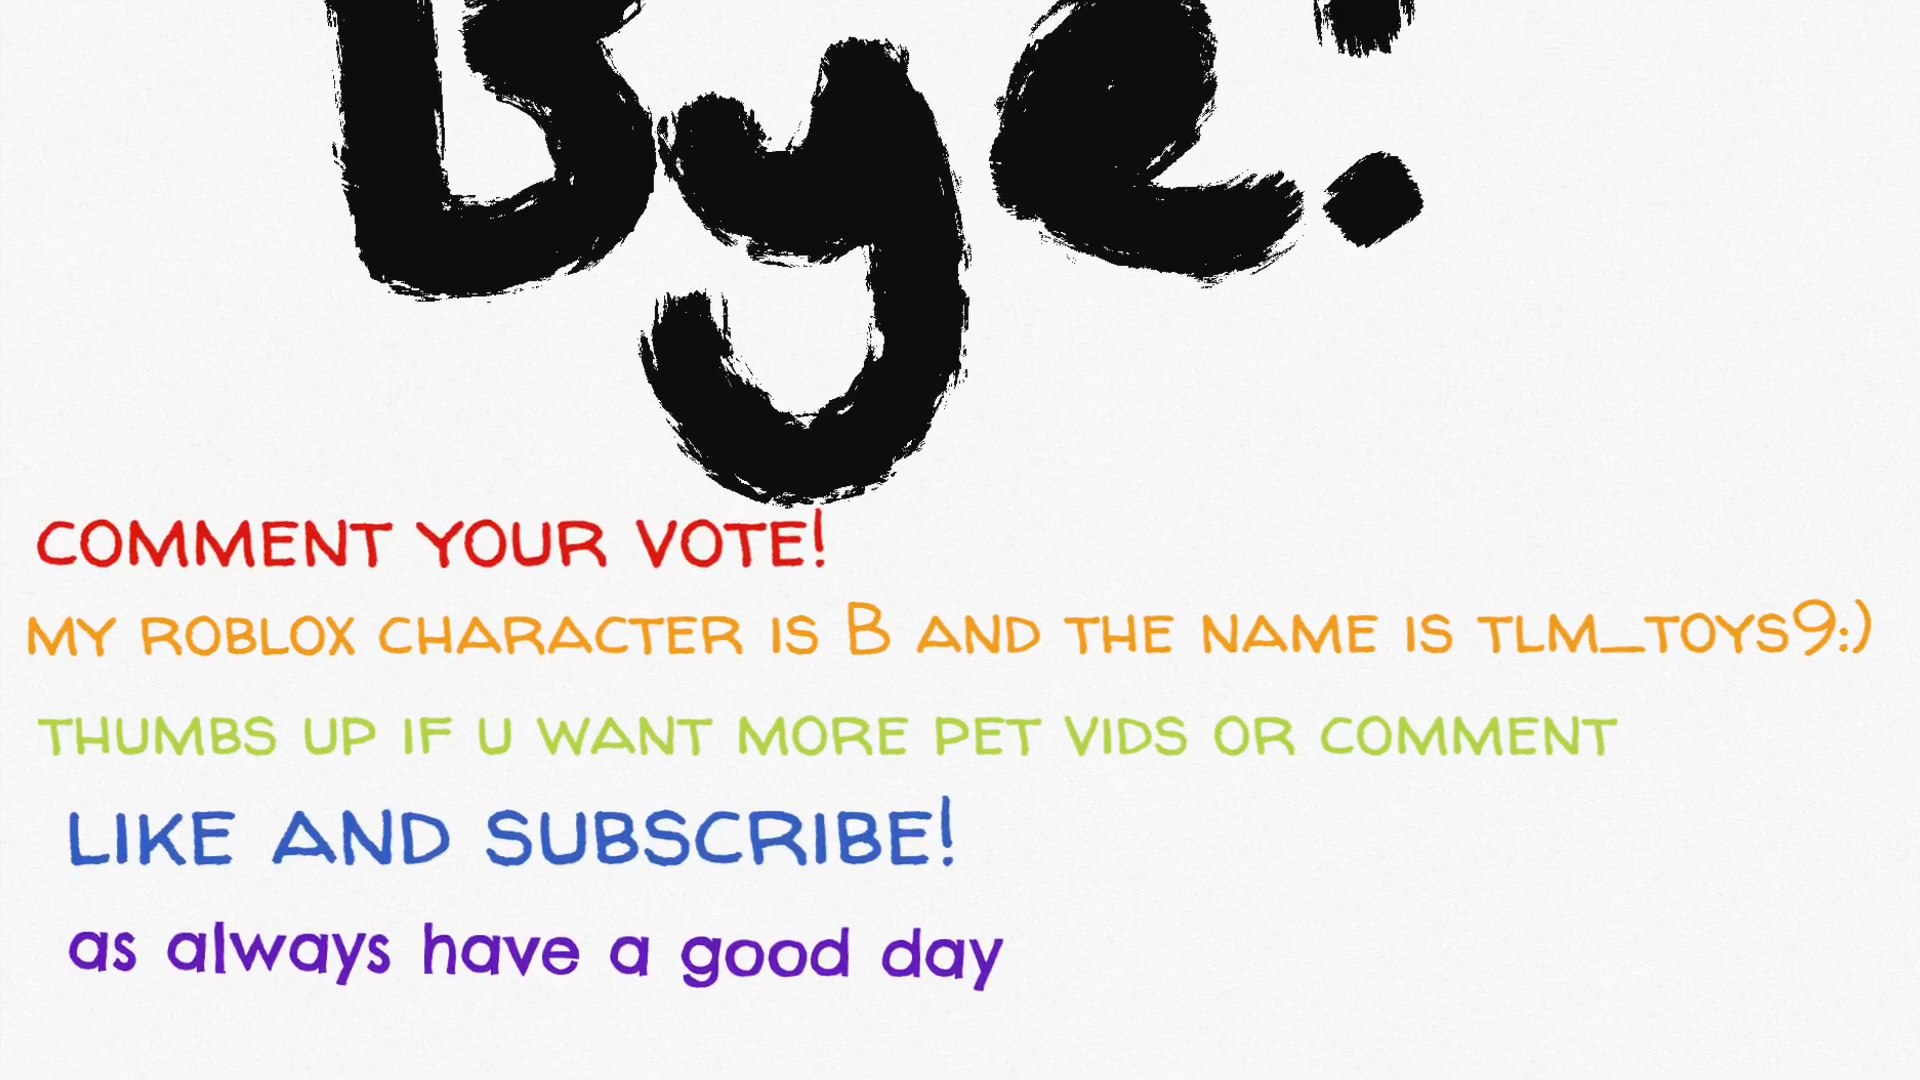 Bye!
COMMENT YOUR VOTE!
MY ROBLOX CHARACTER IS B AND THE NAME IS TLM_TOYS9:)
THUMBS UP IF U WANT MORE PET VIDS OR COMMENT
LIKE AND SUBSCRIBE!
as always have a good day